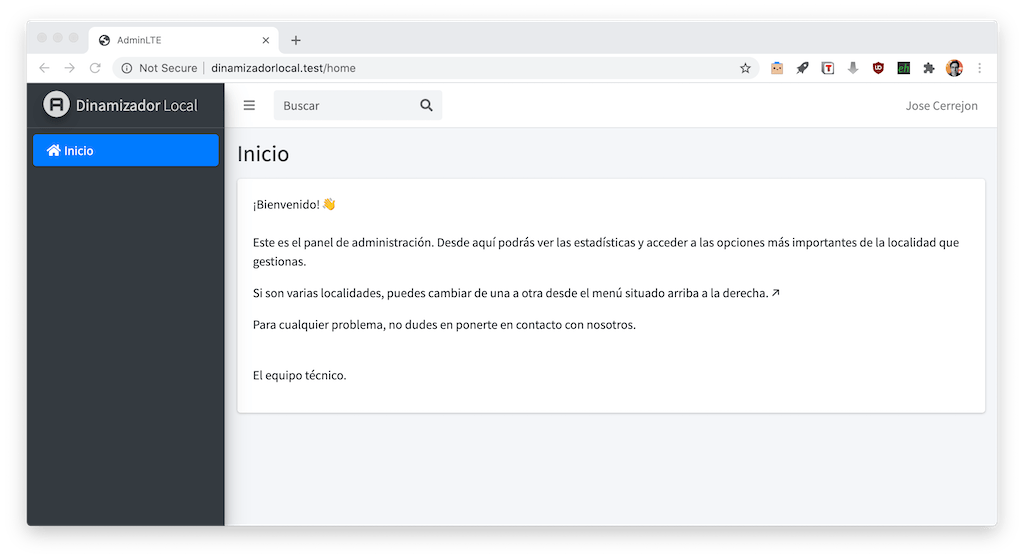 AdminLTE
Not Secure | dinamizadorlocal.test/home
Dinamizador Local
Buscar
Jose Cerrejon
Inicio
Inicio
¡Bienvenido! 👋
Este es el panel de administración. Desde aquí podrás ver las estadísticas y acceder a las opciones más importantes de la localidad que
gestionas.
Si son varias localidades, puedes cambiar de una a otra desde el menú situado arriba a la derecha. ↗
Para cualquier problema, no dudes en ponerte en contacto con nosotros.
El equipo técnico.